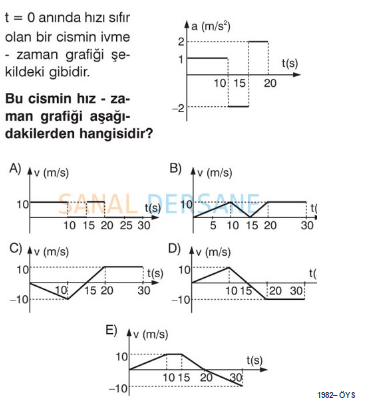 t = 0 anında hızı sıfır
olan bir cismin ivme
- zaman grafiği şe-
kildeki gibidir.
Bu cismin hız - za-
man grafiği aşağı-
dakilerden hangisidir?
a (m/s²)
2
1
10 15 20
t(s)
-2
A) v (m/s)
10
10 15 20 25 30
t(s)
B) v (m/s)
10
5 10 15 20 30
t(
SANAL DERSANE
C) v (m/s)
10
10 15 20 30
t(s)
-10
D) v (m/s)
10
10 15 20 30
t(
-10
E) v (m/s)
10
10 15 20 30
t(s)
-10
1982– ÖYS